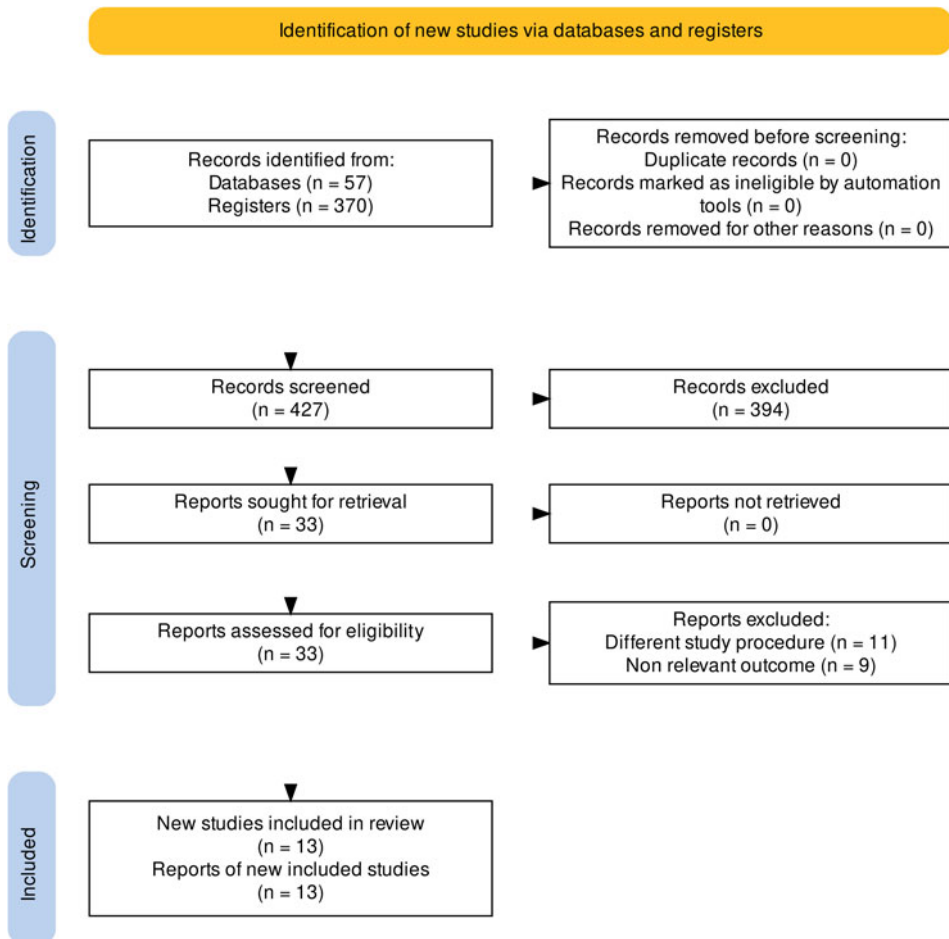 Identification of new studies via databases and registers
Identification
Records identified from:
Databases (n = 57)
Registers (n = 370)
Records removed before screening:
Duplicate records (n = 0)
Records marked as ineligible by automation
tools (n = 0)
Records removed for other reasons (n = 0)
Screening
Records screened
(n = 427)
Records excluded
(n = 394)
Reports sought for retrieval
(n = 33)
Reports not retrieved
(n = 0)
Reports assessed for eligibility
(n = 33)
Reports excluded:
Different study procedure (n = 11)
Non relevant outcome (n = 9)
Included
New studies included in review
(n = 13)
Reports of new included studies
(n = 13)